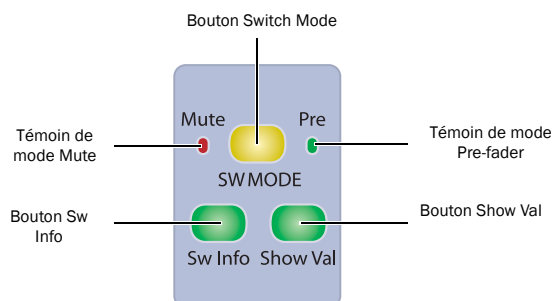 Bouton Switch Mode
Mute
Pre
Témoin de
mode Mute
Témoin de mode
Pre-fader
SW MODE
Bouton Sw
Info
Bouton Show Val
Sw Info
Show Val